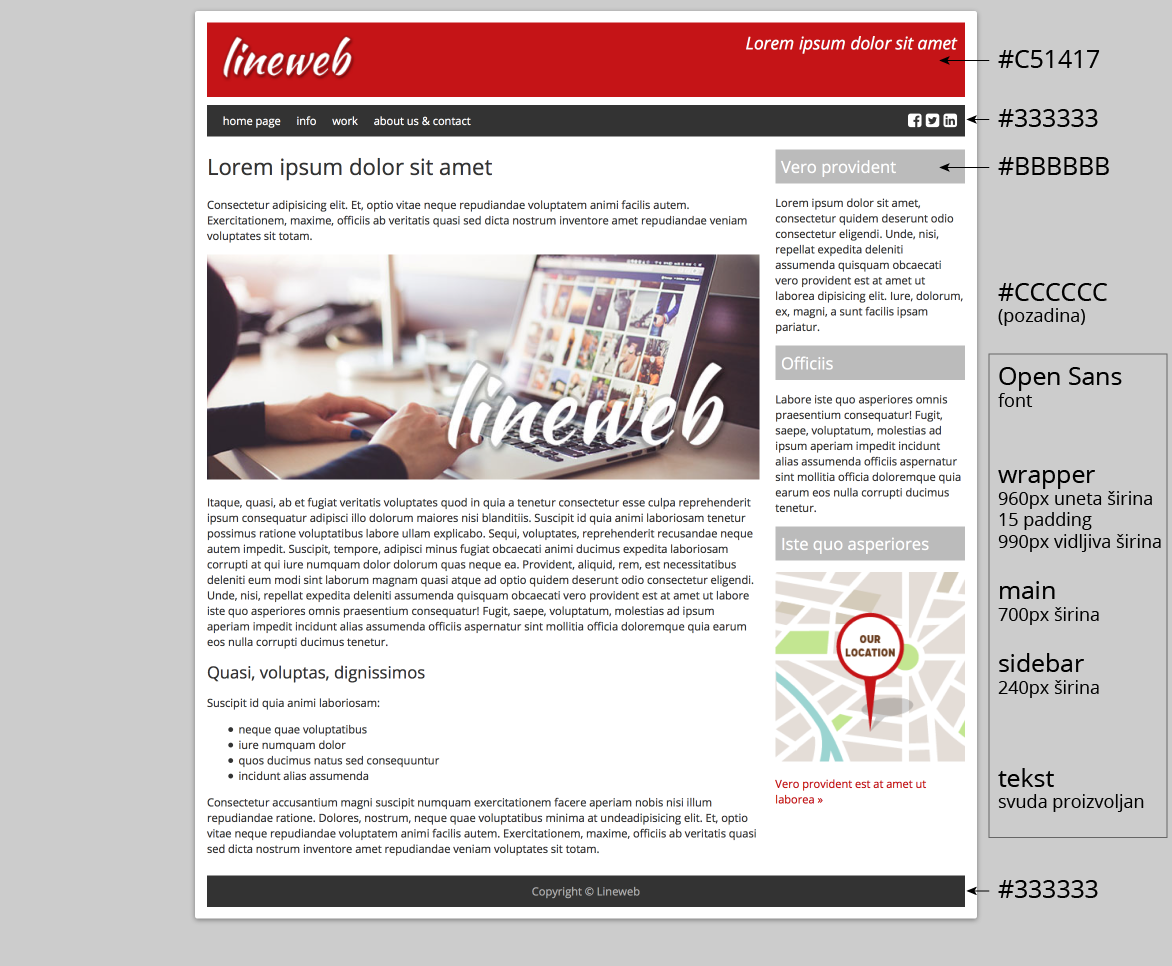 lineweb
Lorem ipsum dolor sit amet
home page info work about us & contact
Lorem ipsum dolor sit amet
Consectetur adipisicing elit. Et, optio vitae neque repudiandae voluptatem animi facilis autem.
Exercitationem, maxime, officiis ab veritatis quasi sed dicta nostrum inventore amet repudiandae veniam
voluptates sit totam.
lineweb
Itaque, quasi, ab et fugiat veritatis voluptates quod in quia a tenetur consectetur esse culpa reprehenderit
ipsum consequatur adipisci illo dolorum maiores nisi blanditiis. Suscipit id quia animi laboriosam tenetur
possimus ratione voluptatibus labore ullam explicabo. Sequi, voluptates, reprehenderit recusandae neque
autem impedit. Suscipit, tempore, adipisci minus fugiat obcaecati animi ducimus expedita laboriosam
corrupti at qui iure numquam dolor dolorum quas neque ea. Provident, aliquid, rem, est necessitatibus
deleniti eum modi sint laborum magnam quasi atque ad optio quidem deserunt odio consectetur eligendi.
Unde, nisi, repellat expedita deleniti assumenda quisquam obcaecati vero provident est at amet ut labore
iste quo asperiores omnis praesentium consequatur! Fugit, saepe, voluptatum, molestias ad ipsum
aperiam impedit incidunt alias assumenda officiis aspernatur sint mollitia officia doloremque quia earum
eos nulla corrupti ducimus tenetur.
Quasi, voluptas, dignissimos
Suscipit id quia animi laboriosam:
• neque quae voluptatibus
• iure numquam dolor
• quos ducimus natus sed consequuntur
• incidunt alias assumenda
Consectetur accusantium magni suscipit numquam exercitationem facere aperiam nobis nisi illum
repudiandae ratione. Dolores, nostrum, neque quae voluptatibus minima at undeadipisicing elit. Et, optio
vitae neque repudiandae voluptatem animi facilis autem. Exercitationem, maxime, officiis ab veritatis quasi
sed dicta nostrum inventore amet repudiandae veniam voluptates sit totam.
Vero provident
Lorem ipsum dolor sit amet,
consectetur quidem deserunt odio
consectetur eligendi. Unde, nisi,
repellat expedita deleniti
assumenda quisquam obcaecati
vero provident est at amet ut
laborea dipisicing elit. Iure, dolorum,
ex, magni, a sunt facilis ipsam
pariatur.
Officiis
Labore iste quo asperiores omnis
praesentium consequatur! Fugit,
saepe, voluptatum, molestias ad
ipsum aperiam impedit incidunt
alias assumenda officiis aspernatur
sint mollitia officia doloremque quia
earum eos nulla corrupti ducimus
tenetur.
Iste quo asperiores
OUR
LOCATION
Vero provident est at amet ut
laborea »
Copyright © Lineweb
#C51417
#333333
#BBBBBB
#CCCCCC
(pozadina)
Open Sans
font
wrapper
960px uneta širina
15 padding
990px vidljiva širina
main
700px širina
sidebar
240px širina
tekst
svuda proizvoljan
#333333